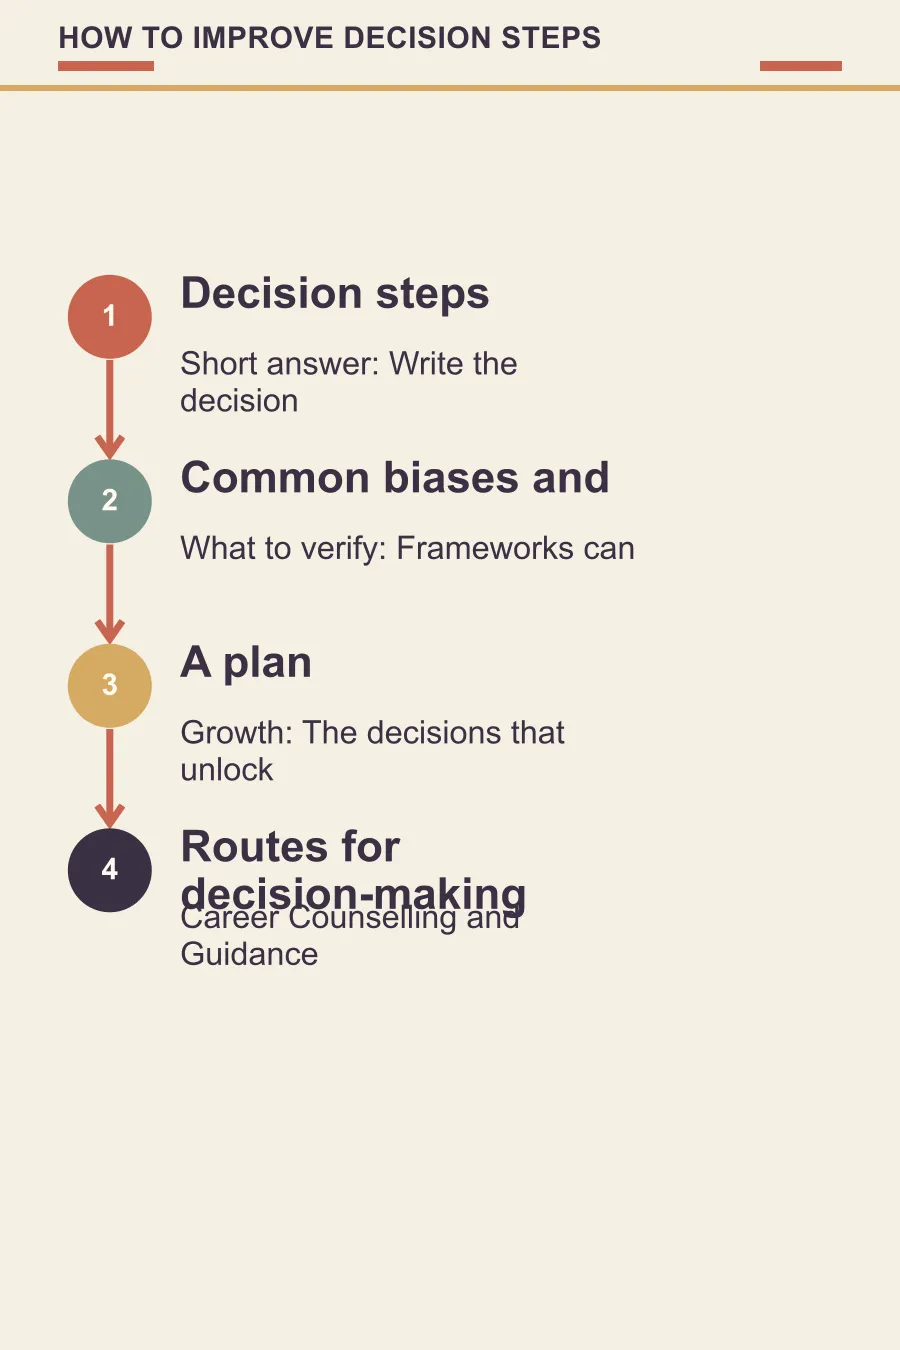 HOW TO IMPROVE DECISION STEPS
1
Decision steps
Short answer: Write the
decision
2
Common biases and
What to verify: Frameworks can
3
A plan
Growth: The decisions that
unlock
4
Routes for
decision-making
Career Counselling and
Guidance